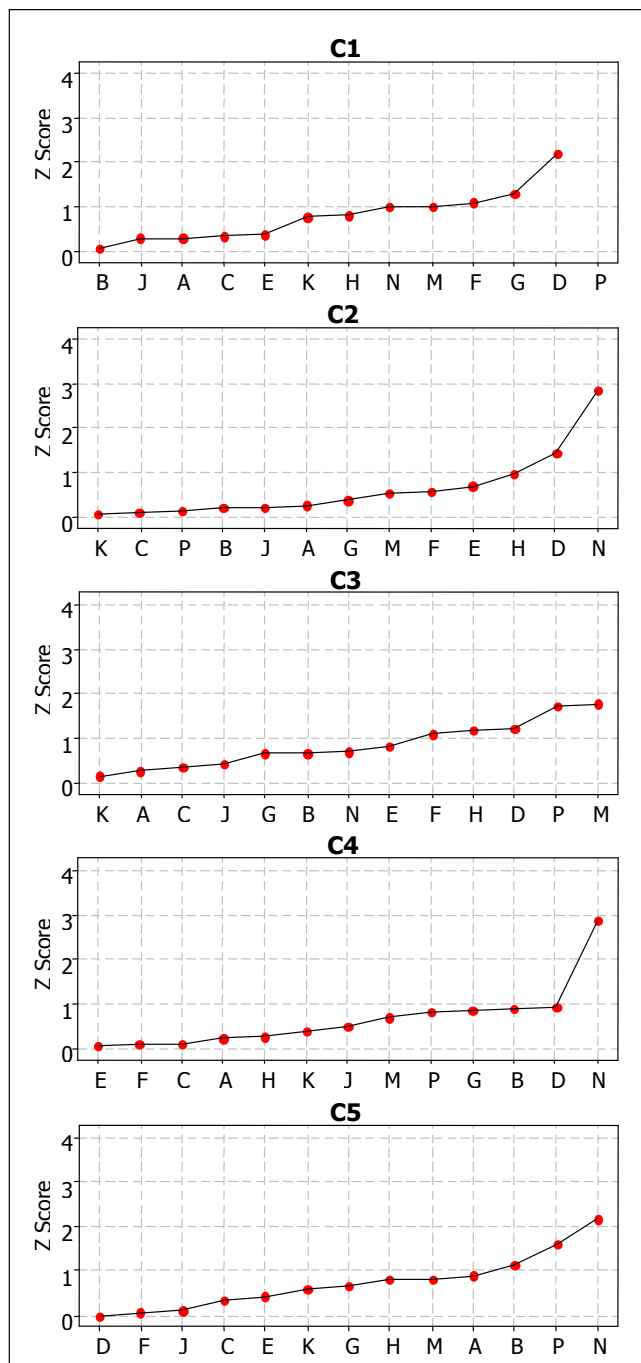 C1
4
3
2
1
0
Z Score
B J A C E K H N M F G D P
C2
4
3
2
1
0
Z Score
K C P B J A G M F E H D N
C3
4
3
2
1
0
Z Score
K A C J G B N E F H D P M
C4
4
3
2
1
0
Z Score
E F C A H K J M P G B D N
C5
4
3
2
1
0
Z Score
D F J C E K G H M A B P N